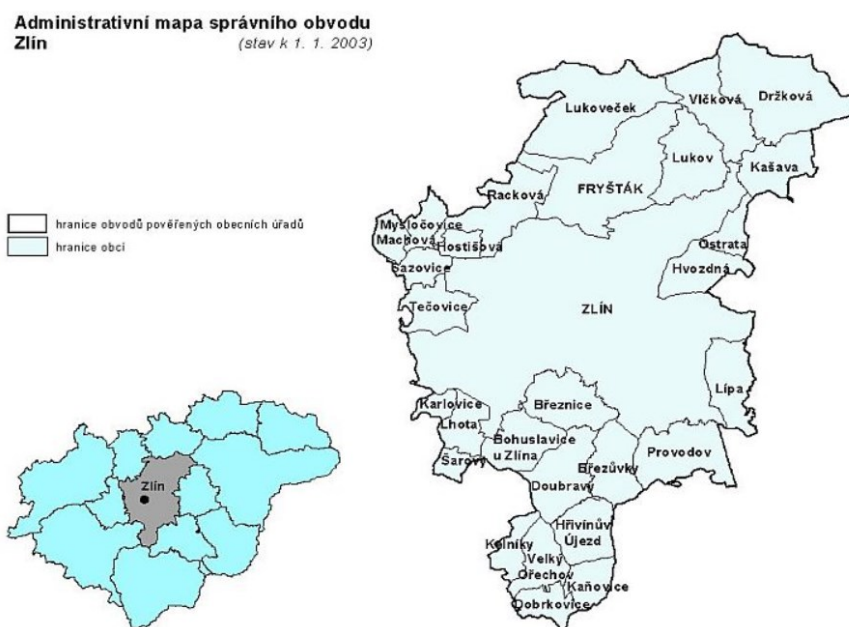 Administrativní mapa správního obvodu
Zlín
(stav k 1. 1. 2003)
hranice obvodů pověřených obecních úřadů
hranice obcí
Lukoveček
Vlčková
Držková
Lukov
Kašava
FRYŠTÁK
Racková
Mysločovice
Machová
Hostišová
Sazovice
Tečovice
Ostrata
Hvozdná
ZLÍN
Lípa
Karlovice
Lhota
Šarovy
Březnice
Bohuslavice
u Zlína
Březůvky
Provodov
Doubravy
Hřivínův
Újezd
Kelníky
Velký
Ořechov
Kaňovice
Dobrkovice
Zlín